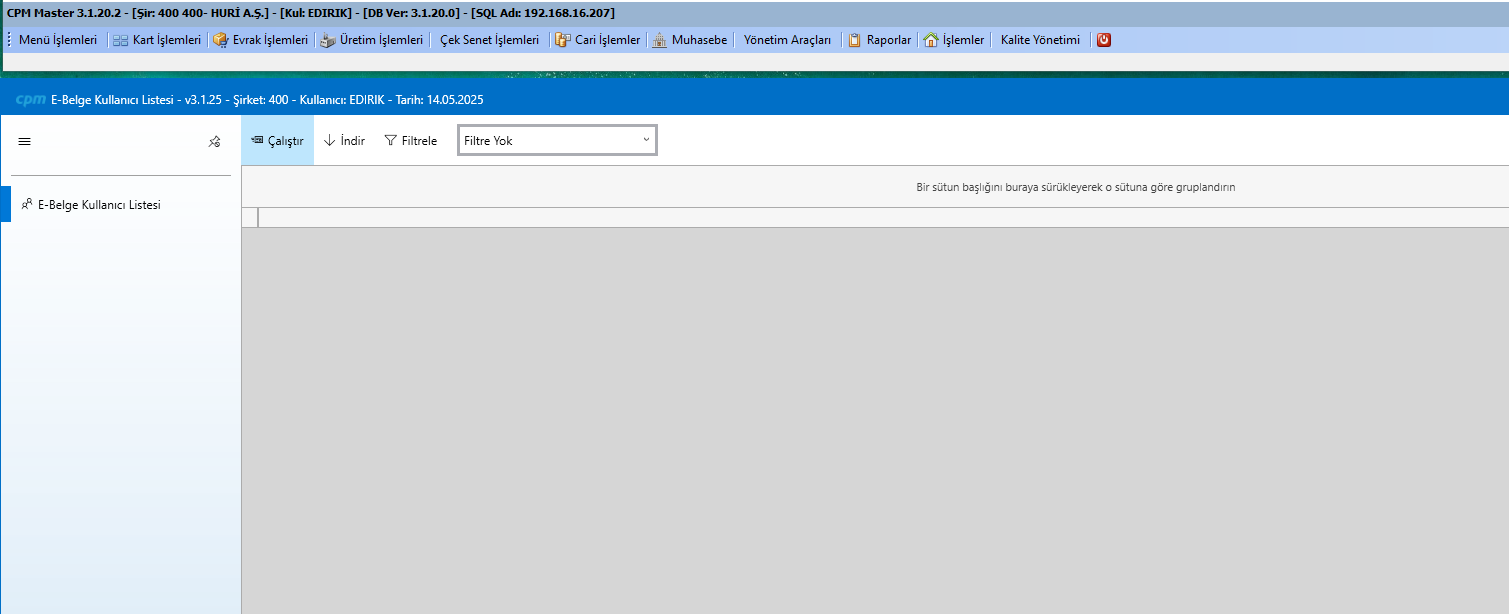 CPM Master 3.1.20.2 - [Şir: 400 400- HURİ A.Ş.] - [Kul: EDIRIK] - [DB Ver: 3.1.20.0] - [SQL Adı: 192.168.16.207]
Menü İşlemleri Kart İşlemleri Evrak İşlemleri Üretim İşlemleri Çek Senet İşlemleri Cari İşlemler Muhasebe Yönetim Araçları Raporlar İşlemler Kalite Yönetimi
cpm E-Belge Kullanıcı Listesi - v3.1.25 - Şirket: 400 - Kullanıcı: EDIRIK - Tarih: 14.05.2025
Çalıştır İndir Filtrele Filtre Yok
Bir sütun başlığını buraya sürükleyerek o sütuna göre gruplandırın
E-Belge Kullanıcı Listesi